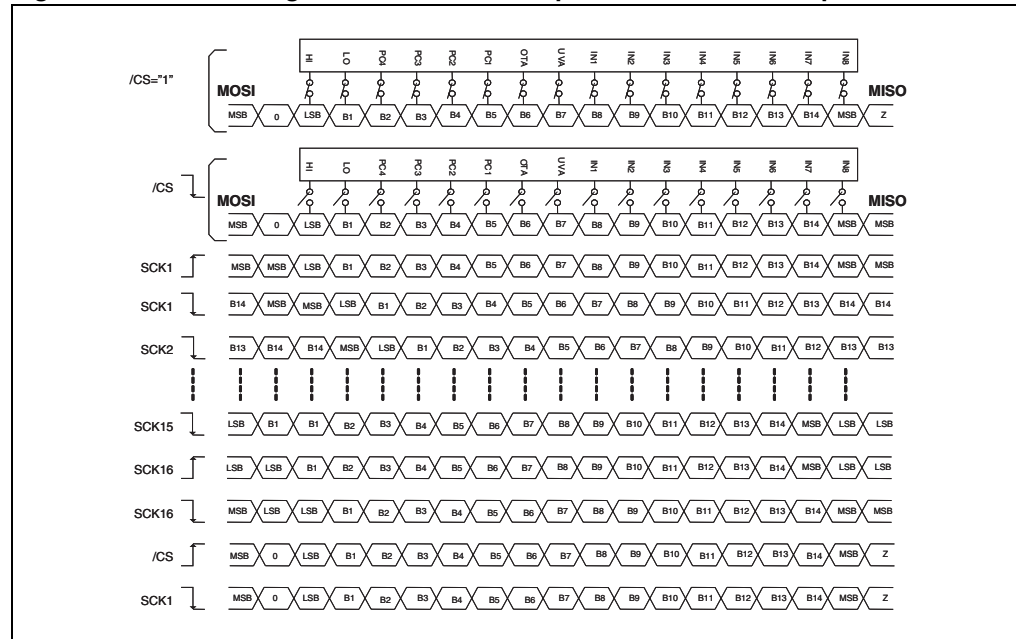 HI LO PC4 PC3 PC2 PC1 OTA UVA IN1 IN2 IN3 IN4 IN5 IN6 IN7 IN8
/CS="1"
MOSI MISO
MSB 0 LSB B1 B2 B3 B4 B5 B6 B7 B8 B9 B10 B11 B12 B13 B14 MSB Z
HI LO PC4 PC3 PC2 PC1 OTA UVA IN1 IN2 IN3 IN4 IN5 IN6 IN7 IN8
/CS
MOSI MISO
MSB 0 LSB B1 B2 B3 B4 B5 B6 B7 B8 B9 B10 B11 B12 B13 B14 MSB MSB
SCK1 MSB MSB LSB B1 B2 B3 B4 B5 B6 B7 B8 B9 B10 B11 B12 B13 B14 MSB MSB
SCK1 B14 MSB MSB LSB B1 B2 B3 B4 B5 B6 B7 B8 B9 B10 B11 B12 B13 B14 B14
SCK2 B13 B14 B14 MSB LSB B1 B2 B3 B4 B5 B6 B7 B8 B9 B10 B11 B12 B13 B13
SCK15 LSB B1 B1 B2 B3 B4 B5 B6 B7 B8 B9 B10 B11 B12 B13 B14 MSB LSB LSB
SCK16 LSB LSB B1 B2 B3 B4 B5 B6 B7 B8 B9 B10 B11 B12 B13 B14 MSB LSB LSB
SCK16 MSB LSB LSB B1 B2 B3 B4 B5 B6 B7 B8 B9 B10 B11 B12 B13 B14 MSB MSB
/CS MSB 0 LSB B1 B2 B3 B4 B5 B6 B7 B8 B9 B10 B11 B12 B13 B14 MSB Z
SCK1 MSB 0 LSB B1 B2 B3 B4 B5 B6 B7 B8 B9 B10 B11 B12 B13 B14 MSB Z